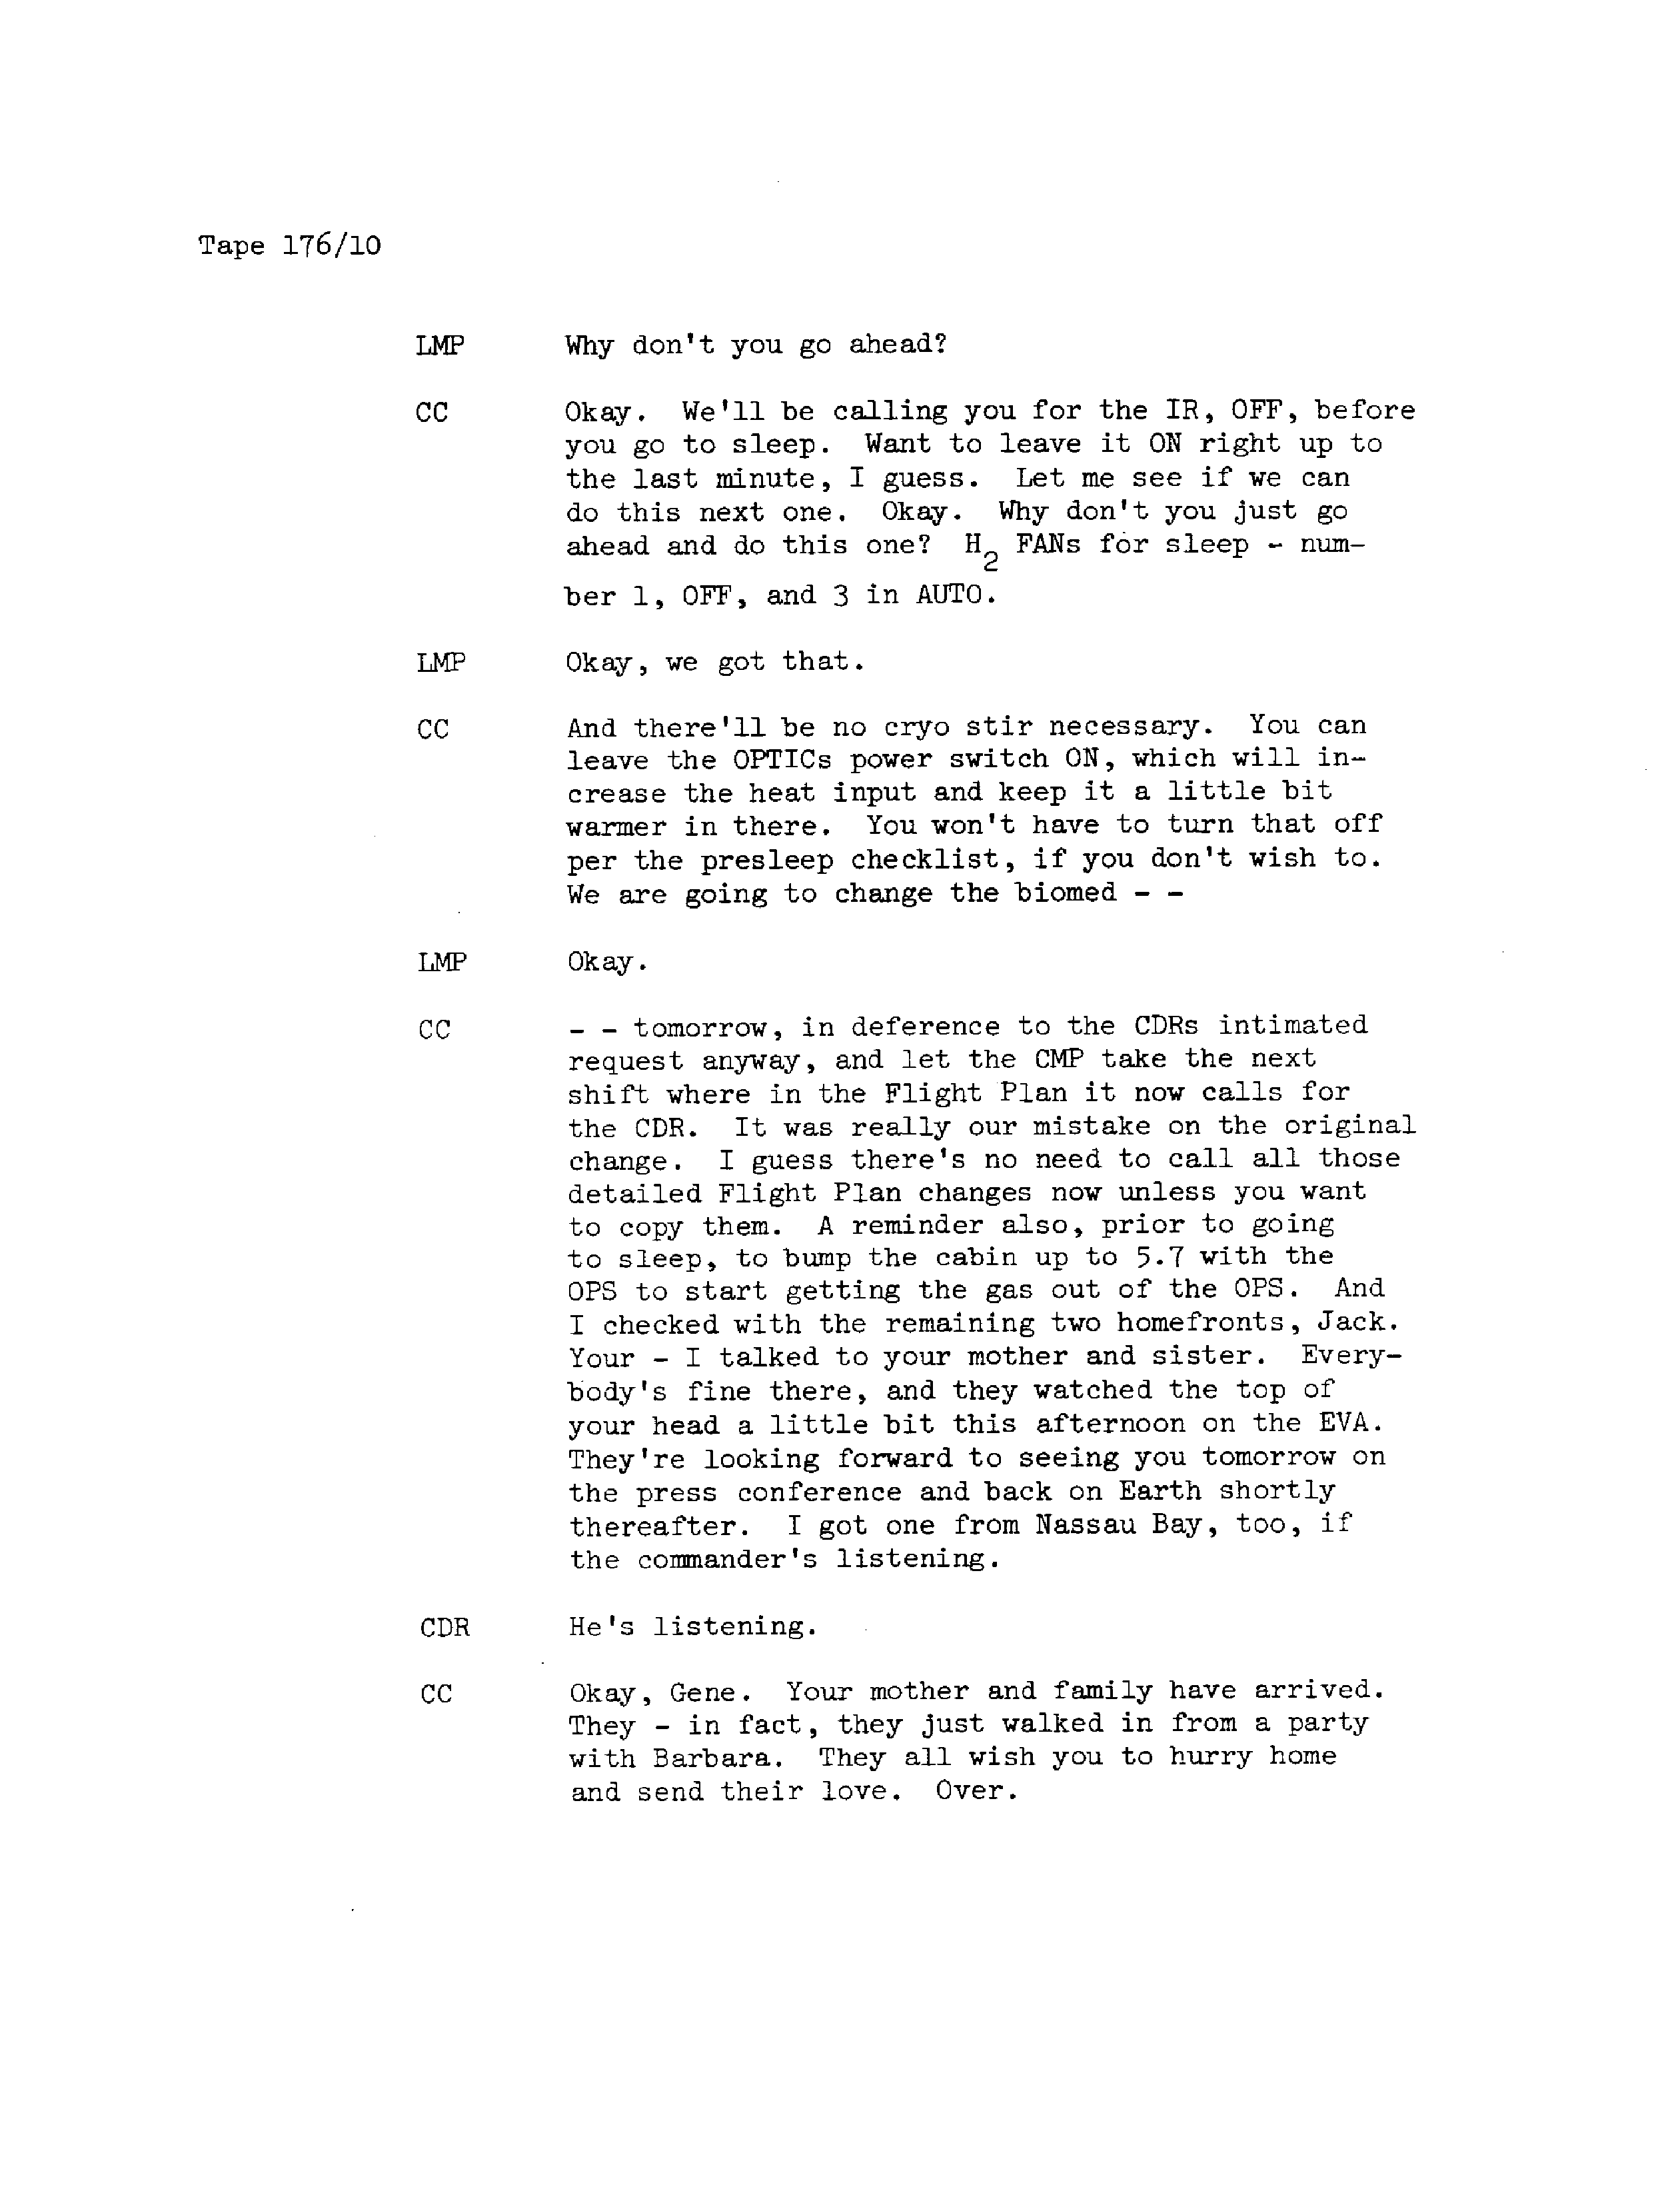 Tape 176/10
LMP Why don't you go ahead?
CC Okay. We'll be calling you for the IR, OFF, before
you go to sleep. Want to leave it ON right up to
the last minute, I guess. Let me see if we can
do this next one. Okay. Why don't you just go
ahead and do this one? H2 FANs for sleep - num-
ber 1, OFF, and 3 in AUTO.
LMP Okay, we got that.
CC And there'll be no cryo stir necessary. You can
leave the OPTICs power switch ON, which will in-
crease the heat input and keep it a little bit
warmer in there. You won't have to turn that off
per the presleep checklist, if you don't wish to.
We are going to change the biomed - -
LMP Okay.
CC - - tomorrow, in deference to the CDRs intimated
request anyway, and let the CMP take the next
shift where in the Flight Plan it now calls for
the CDR. It was really our mistake on the original
change. I guess there's no need to call all those
detailed Flight Plan changes now unless you want
to copy them. A reminder also, prior to going
to sleep, to bump the cabin up to 5.7 with the
OPS to start getting the gas out of the OPS. And
I checked with the remaining two homefronts, Jack.
Your - I talked to your mother and sister. Every-
body's fine there, and they watched the top of
your head a little bit this afternoon on the EVA.
They're looking forward to seeing you tomorrow on
the press conference and back on Earth shortly
thereafter. I got one from Nassau Bay, too, if
the commander's listening.
CDR He's listening.
CC Okay, Gene. Your mother and family have arrived.
They - in fact, they just walked in from a party
with Barbara. They all wish you to hurry home
and send their love. Over.